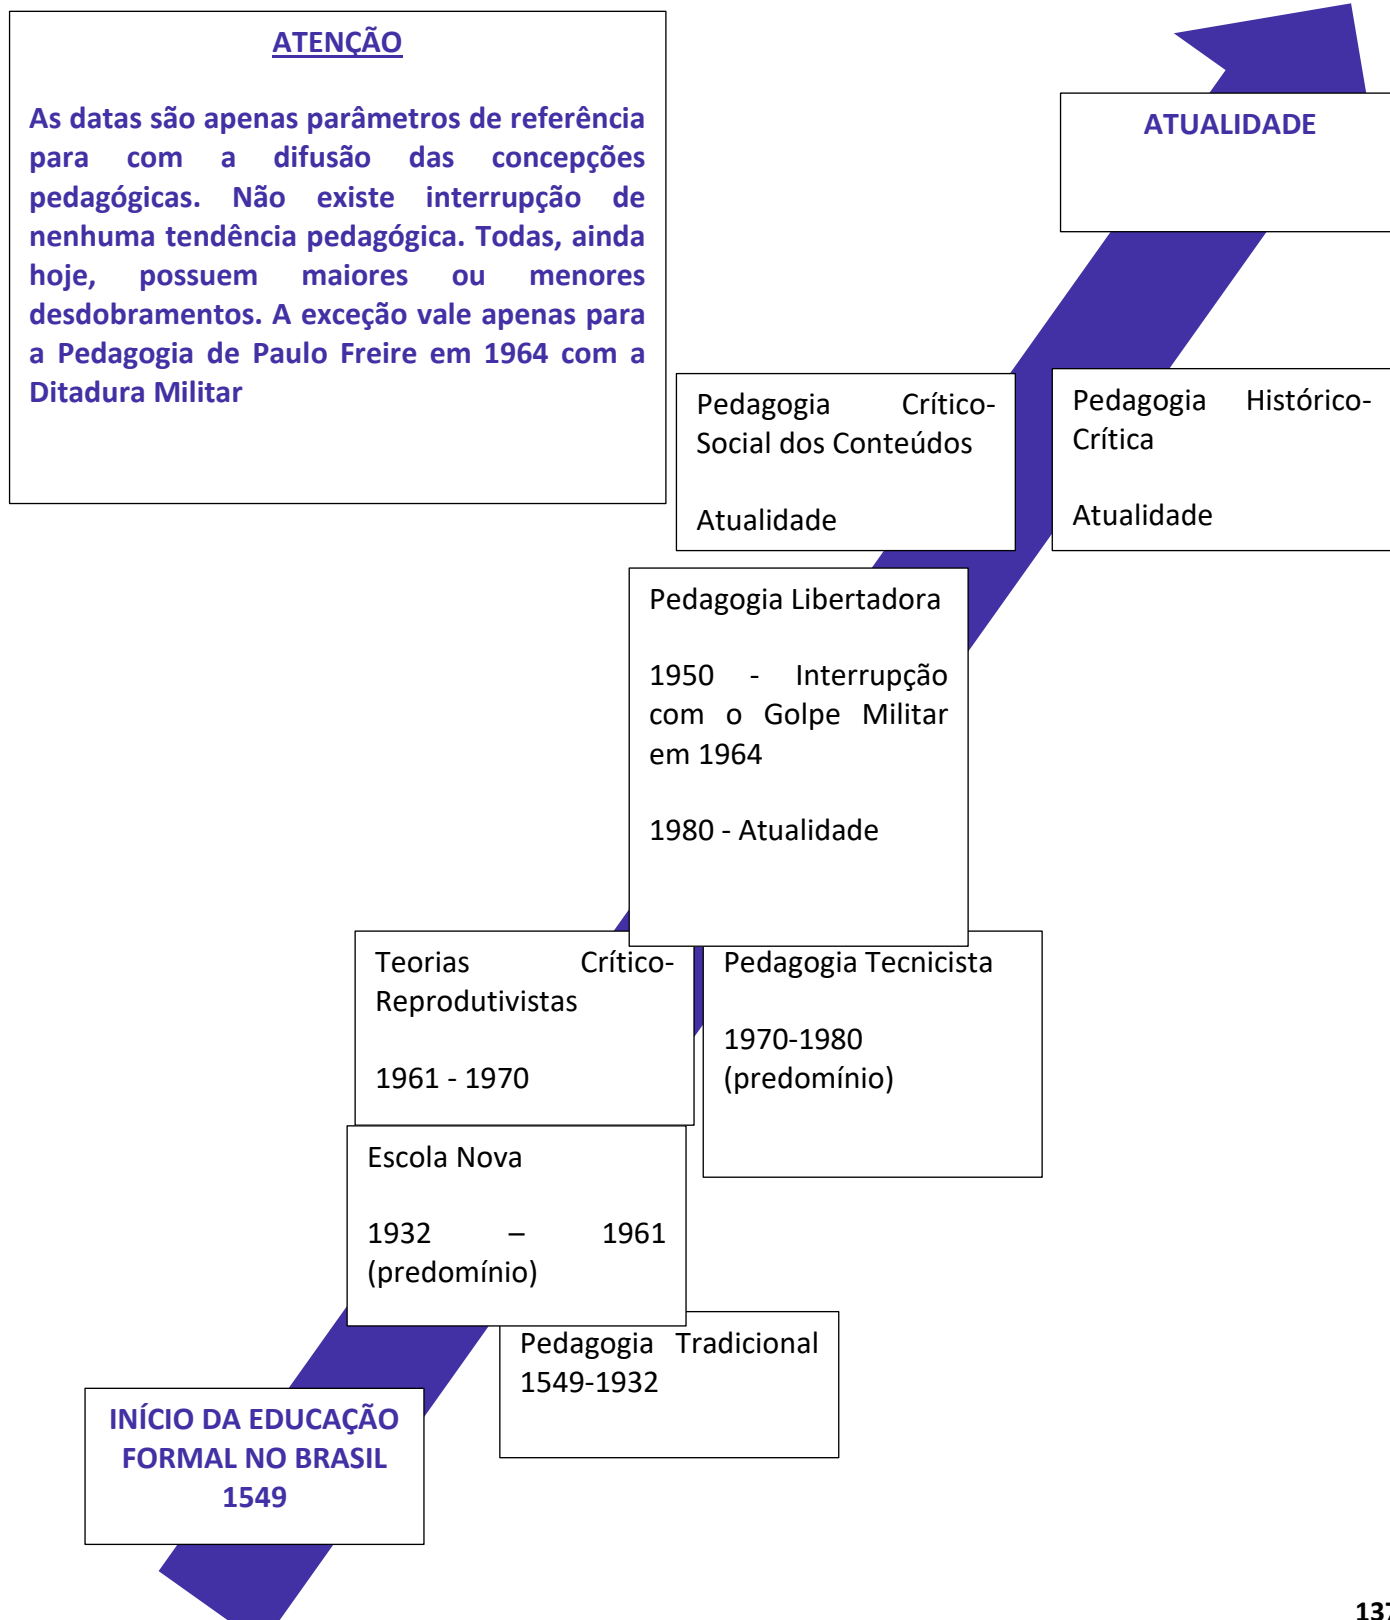 ATENÇÃO
As datas são apenas parâmetros de referência
para com a difusão das concepções
pedagógicas. Não existe interrupção de
nenhuma tendência pedagógica. Todas, ainda
hoje, possuem maiores ou menores
desdobramentos. A exceção vale apenas para
a Pedagogia de Paulo Freire em 1964 com a
Ditadura Militar
ATUALIDADE
Pedagogia Crítico-
Social dos Conteúdos
Atualidade
Pedagogia Histórico-
Crítica
Atualidade
Pedagogia Libertadora
1950 - Interrupção
com o Golpe Militar
em 1964
1980 - Atualidade
Teorias Crítico-
Reprodutivistas
1961 - 1970
Pedagogia Tecnicista
1970-1980
(predomínio)
Escola Nova
1932 – 1961
(predomínio)
Pedagogia Tradicional
1549-1932
INÍCIO DA EDUCAÇÃO
FORMAL NO BRASIL
1549
137